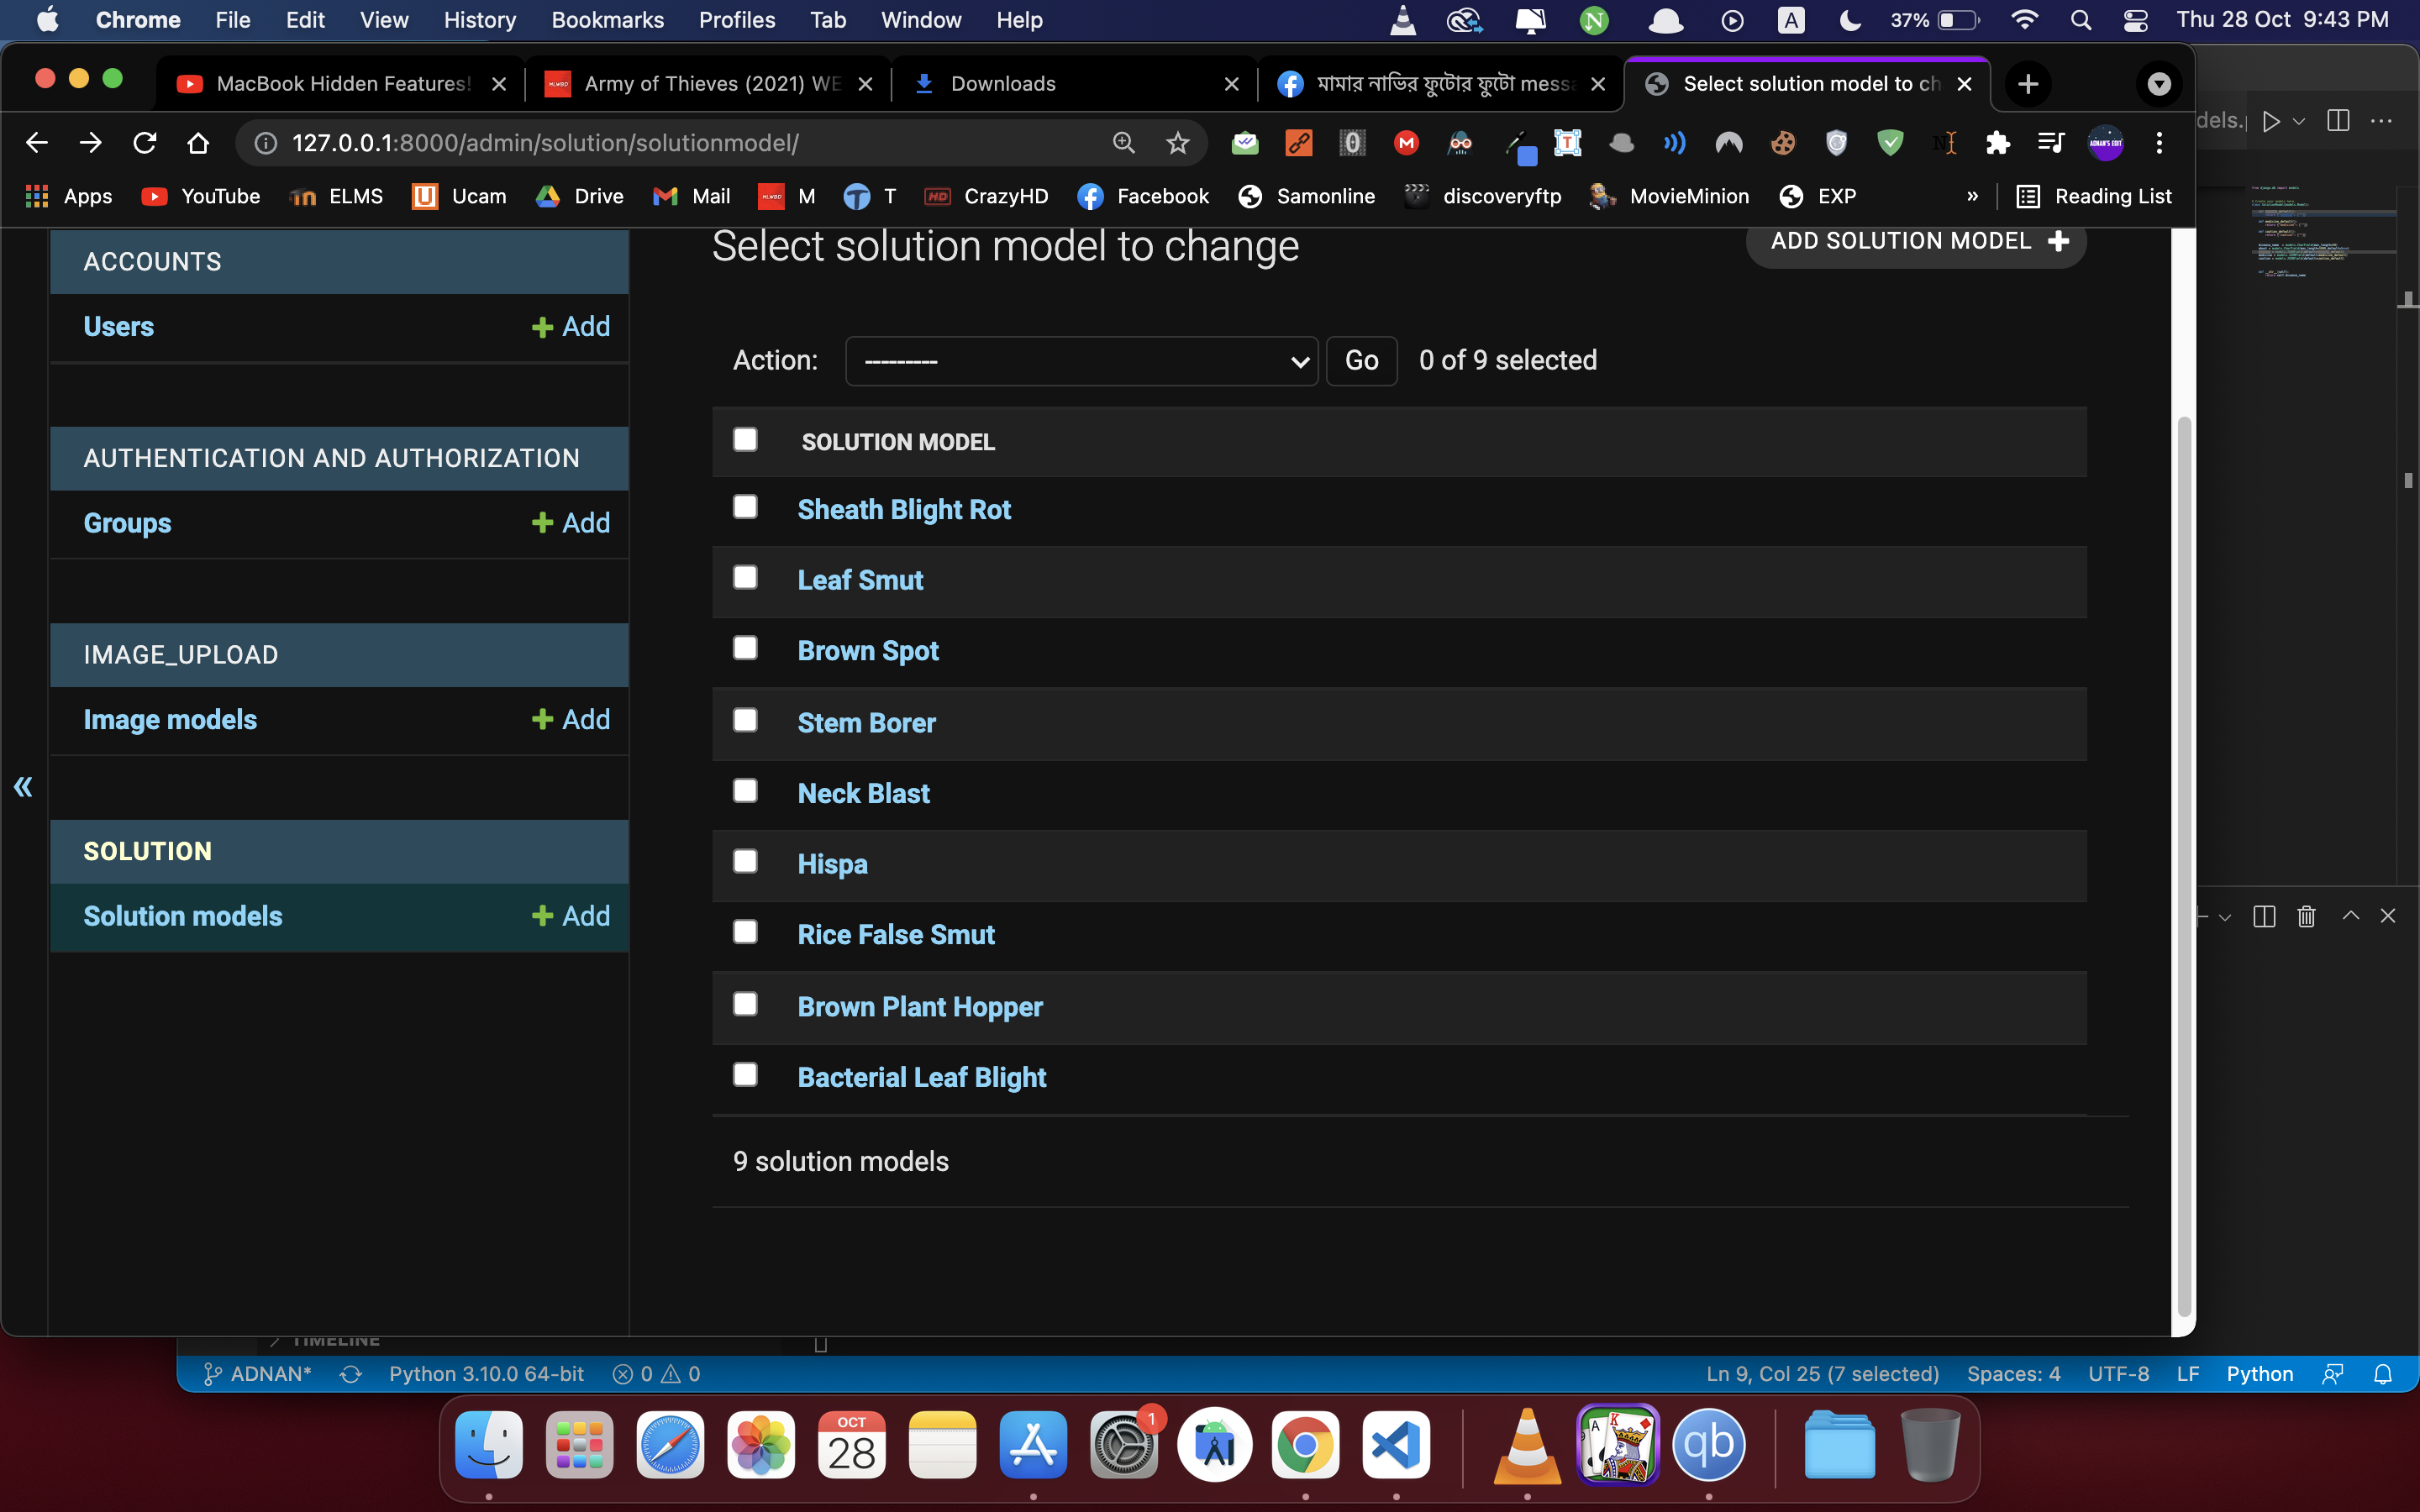 Chrome File Edit View History Bookmarks Profiles Tab Window Help
A 37% Thu 28 Oct 9:43 PM
MacBook Hidden Features!
Army of Thieves (2021) WE
Downloads
মামার নাভির ফুটোর ফুটো messa
Select solution model to ch
127.0.0.1:8000/admin/solution/solutionmodel/
dels.
Apps YouTube ELMS Ucam Drive Mail M T CrazyHD Facebook Samonline discoveryftp MovieMinion EXP » Reading List
ACCOUNTS
Users + Add
AUTHENTICATION AND AUTHORIZATION
Groups + Add
IMAGE_UPLOAD
Image models + Add
«
SOLUTION
Solution models + Add
Select solution model to change
ADD SOLUTION MODEL +
Action: --------- Go 0 of 9 selected
SOLUTION MODEL
Sheath Blight Rot
Leaf Smut
Brown Spot
Stem Borer
Neck Blast
Hispa
Rice False Smut
Brown Plant Hopper
Bacterial Leaf Blight
9 solution models
TIMELINE
ADNAN* Python 3.10.0 64-bit 0 0
Ln 9, Col 25 (7 selected) Spaces: 4 UTF-8 LF Python
OCT
28
1
A K
qb